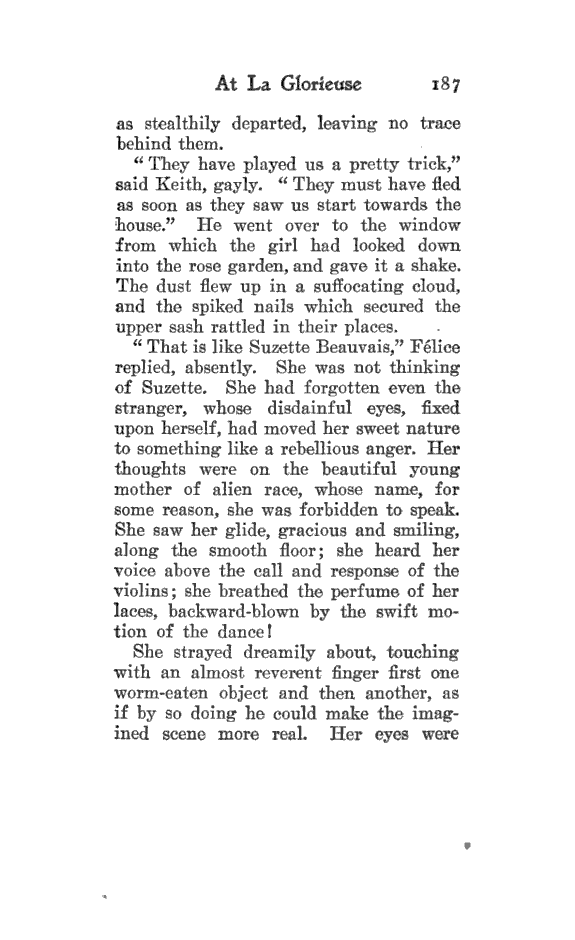 At La Glorieuse 187
as stealthily departed, leaving no trace
behind them.
“ They have played us a pretty trick,”
said Keith, gayly. “ They must have fled
as soon as they saw us start towards the
house.” He went over to the window
from which the girl had looked down
into the rose garden, and gave it a shake.
The dust flew up in a suffocating cloud,
and the spiked nails which secured the
upper sash rattled in their places.
“ That is like Suzette Beauvais,” Félice
replied, absently. She was not thinking
of Suzette. She had forgotten even the
stranger, whose disdainful eyes, fixed
upon herself, had moved her sweet nature
to something like a rebellious anger. Her
thoughts were on the beautiful young
mother of alien race, whose name, for
some reason, she was forbidden to speak.
She saw her glide, gracious and smiling,
along the smooth floor; she heard her
voice above the call and response of the
violins; she breathed the perfume of her
laces, backward-blown by the swift mo-
tion of the dance!
She strayed dreamily about, touching
with an almost reverent finger first one
worm-eaten object and then another, as
if by so doing he could make the imag-
ined scene more real. Her eyes were